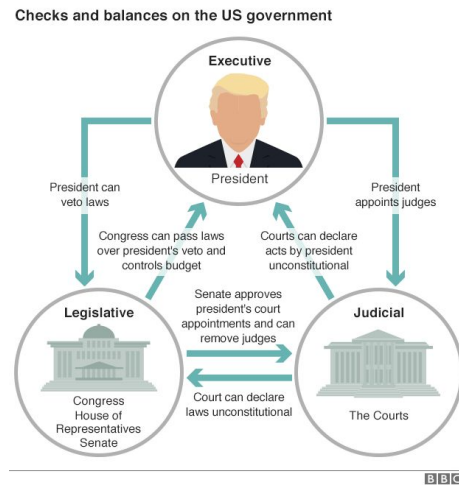 Checks and balances on the US government
Executive
President
President can
veto laws
President
appoints judges
Congress can pass laws
over president's veto and
controls budget
Courts can declare
acts by president
unconstitutional
Legislative
Congress
House of
Representatives
Senate
Senate approves
president's court
appointments and can
remove judges
Court can declare
laws unconstitutional
Judicial
The Courts
BBC